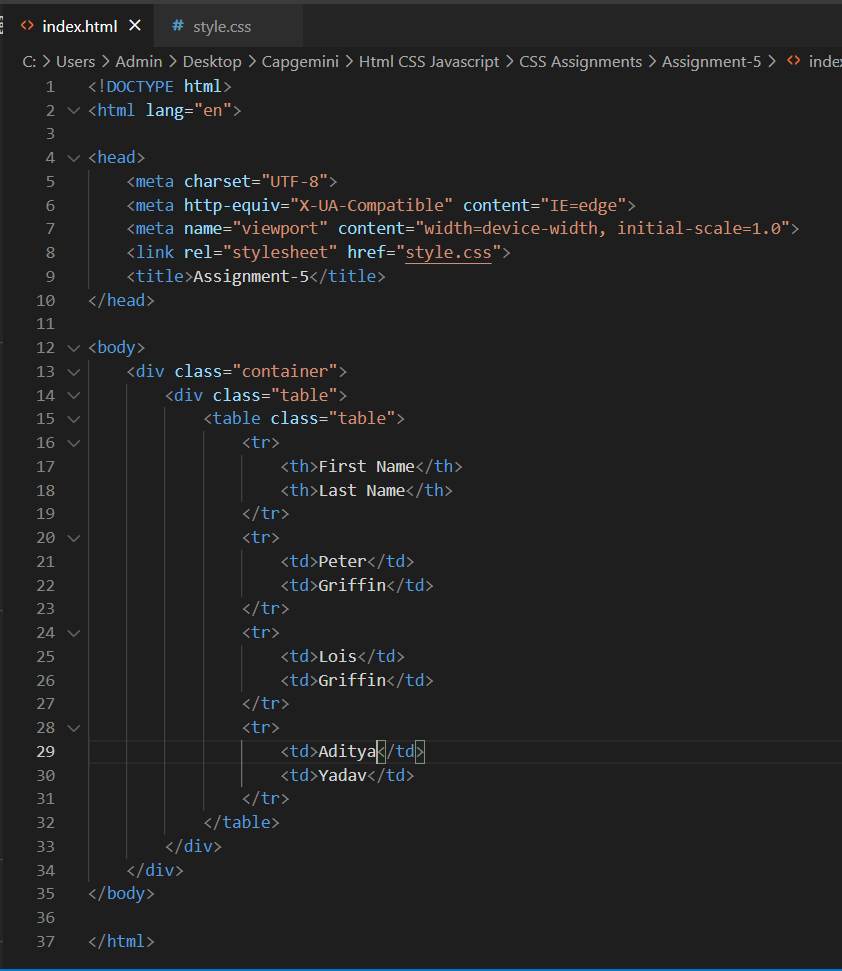 <> index.html × # style.css
C: > Users > Admin > Desktop > Capgemini > Html CSS Javascript > CSS Assignments > Assignment-5 > <> inde
1 <!DOCTYPE html>
2 <html lang="en">
3
4 <head>
5     <meta charset="UTF-8">
6     <meta http-equiv="X-UA-Compatible" content="IE=edge">
7     <meta name="viewport" content="width=device-width, initial-scale=1.0">
8     <link rel="stylesheet" href="style.css">
9     <title>Assignment-5</title>
10 </head>
11
12 <body>
13     <div class="container">
14         <div class="table">
15             <table class="table">
16                 <tr>
17                     <th>First Name</th>
18                     <th>Last Name</th>
19                 </tr>
20                 <tr>
21                     <td>Peter</td>
22                     <td>Griffin</td>
23                 </tr>
24                 <tr>
25                     <td>Lois</td>
26                     <td>Griffin</td>
27                 </tr>
28                 <tr>
29                     <td>Aditya</td>
30                     <td>Yadav</td>
31                 </tr>
32             </table>
33         </div>
34     </div>
35 </body>
36
37 </html>